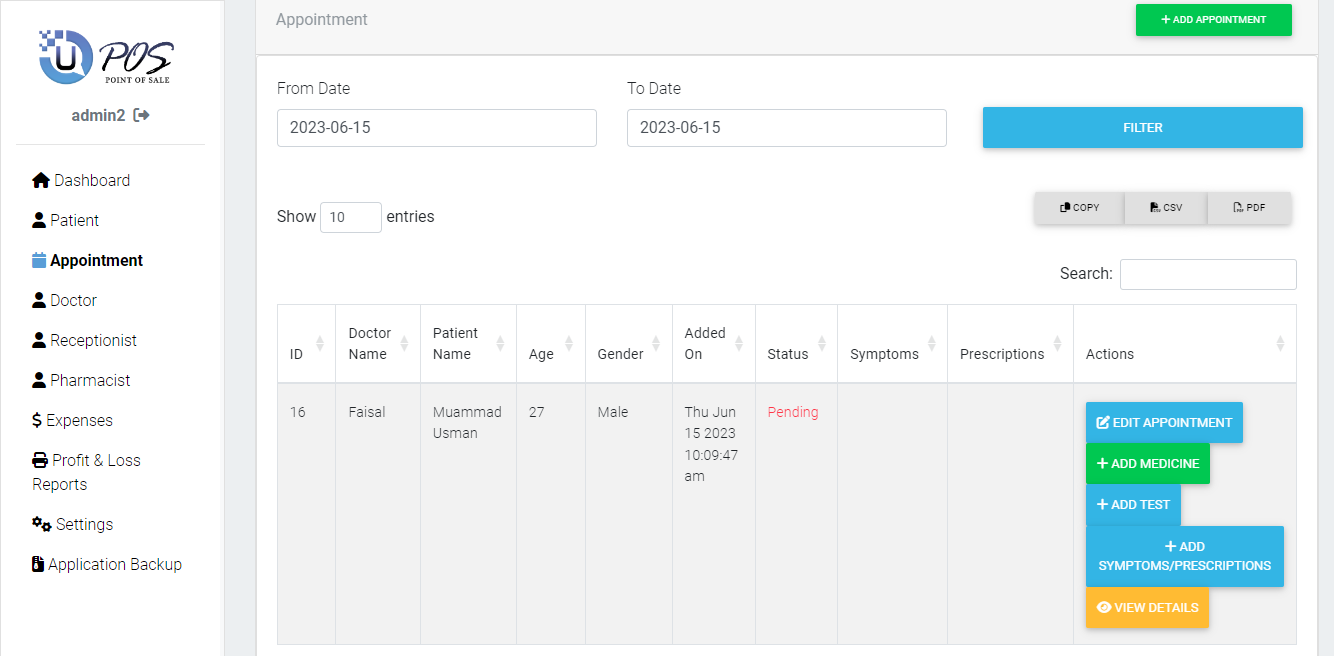 U POS
POINT OF SALE
admin2
Dashboard
Patient
Appointment
Doctor
Receptionist
Pharmacist
Expenses
Profit & Loss
Reports
Settings
Application Backup
Appointment
ADD APPOINTMENT
From Date
To Date
2023-06-15
2023-06-15
FILTER
Show 10 entries
COPY
CSV
PDF
Search:
ID
Doctor
Name
Patient
Name
Age
Gender
Added
On
Status
Symptoms
Prescriptions
Actions
16
Faisal
Muammad
Usman
27
Male
Thu Jun
15 2023
10:09:47
am
Pending
EDIT APPOINTMENT
+ ADD MEDICINE
+ ADD TEST
+ ADD
SYMPTOMS/PRESCRIPTIONS
VIEW DETAILS